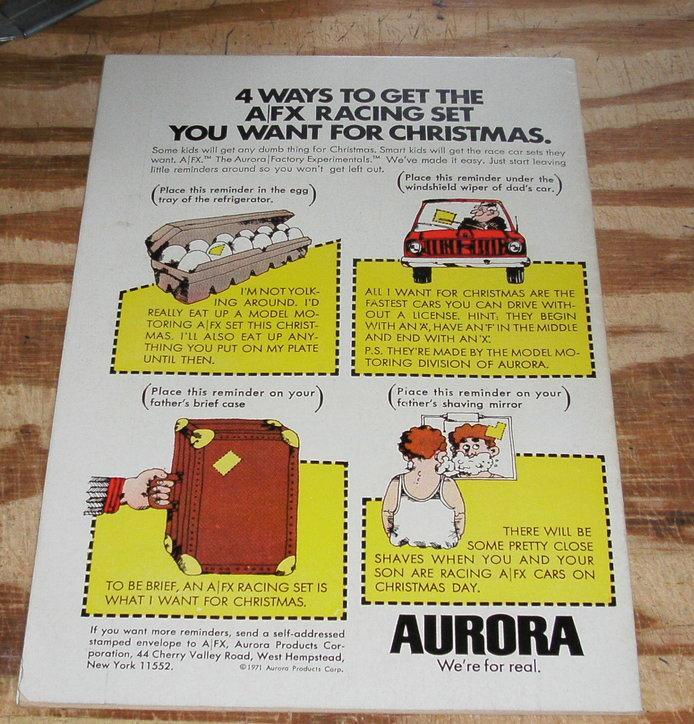 4 WAYS TO GET THE
A|FX RACING SET
YOU WANT FOR CHRISTMAS.
Some kids will get any dumb thing for Christmas. Smart kids will get the race car sets they
want. A|FX.™ The Aurora|Factory Experimentals.™ We've made it easy. Just start leaving
little reminders around so you won't get left out.
(Place this reminder in the egg
tray of the refrigerator.)
I'M NOT YOLK-
ING AROUND. I'D
REALLY EAT UP A MODEL MO-
TORING A|FX SET THIS CHRIST-
MAS. I'LL ALSO EAT UP ANY-
THING YOU PUT ON MY PLATE
UNTIL THEN.
(Place this reminder under the
windshield wiper of dad's car.)
ALL I WANT FOR CHRISTMAS ARE THE
FASTEST CARS YOU CAN DRIVE WITH-
OUT A LICENSE. HINT: THEY BEGIN
WITH AN 'A', HAVE AN 'F' IN THE MIDDLE
AND END WITH AN 'X'.
P.S. THEY'RE MADE BY THE MODEL MO-
TORING DIVISION OF AURORA.
(Place this reminder on your
father's brief case)
TO BE BRIEF, AN A|FX RACING SET IS
WHAT I WANT FOR CHRISTMAS.
(Place this reminder on your
father's shaving mirror)
THERE WILL BE
SOME PRETTY CLOSE
SHAVES WHEN YOU AND YOUR
SON ARE RACING A|FX CARS ON
CHRISTMAS DAY.
If you want more reminders, send a self-addressed
stamped envelope to A|FX, Aurora Products Cor-
poration, 44 Cherry Valley Road, West Hempstead,
New York 11552.
©1971 Aurora Products Corp.
AURORA
We're for real.